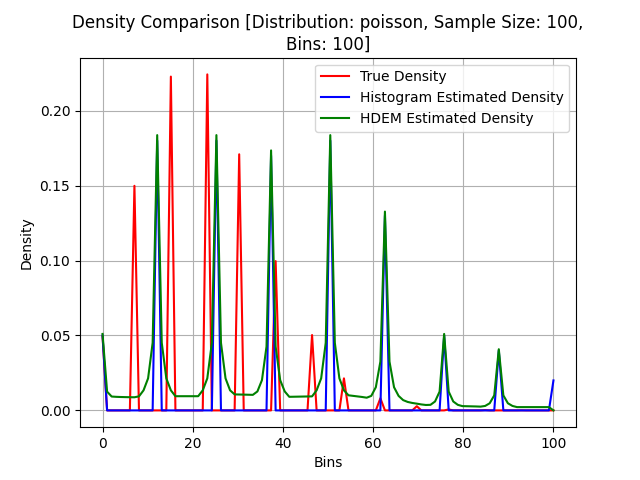 Density Comparison [Distribution: poisson, Sample Size: 100,
Bins: 100]
True Density
Histogram Estimated Density
HDEM Estimated Density
Density
0.20
0.15
0.10
0.05
0.00
0 20 40 60 80 100
Bins